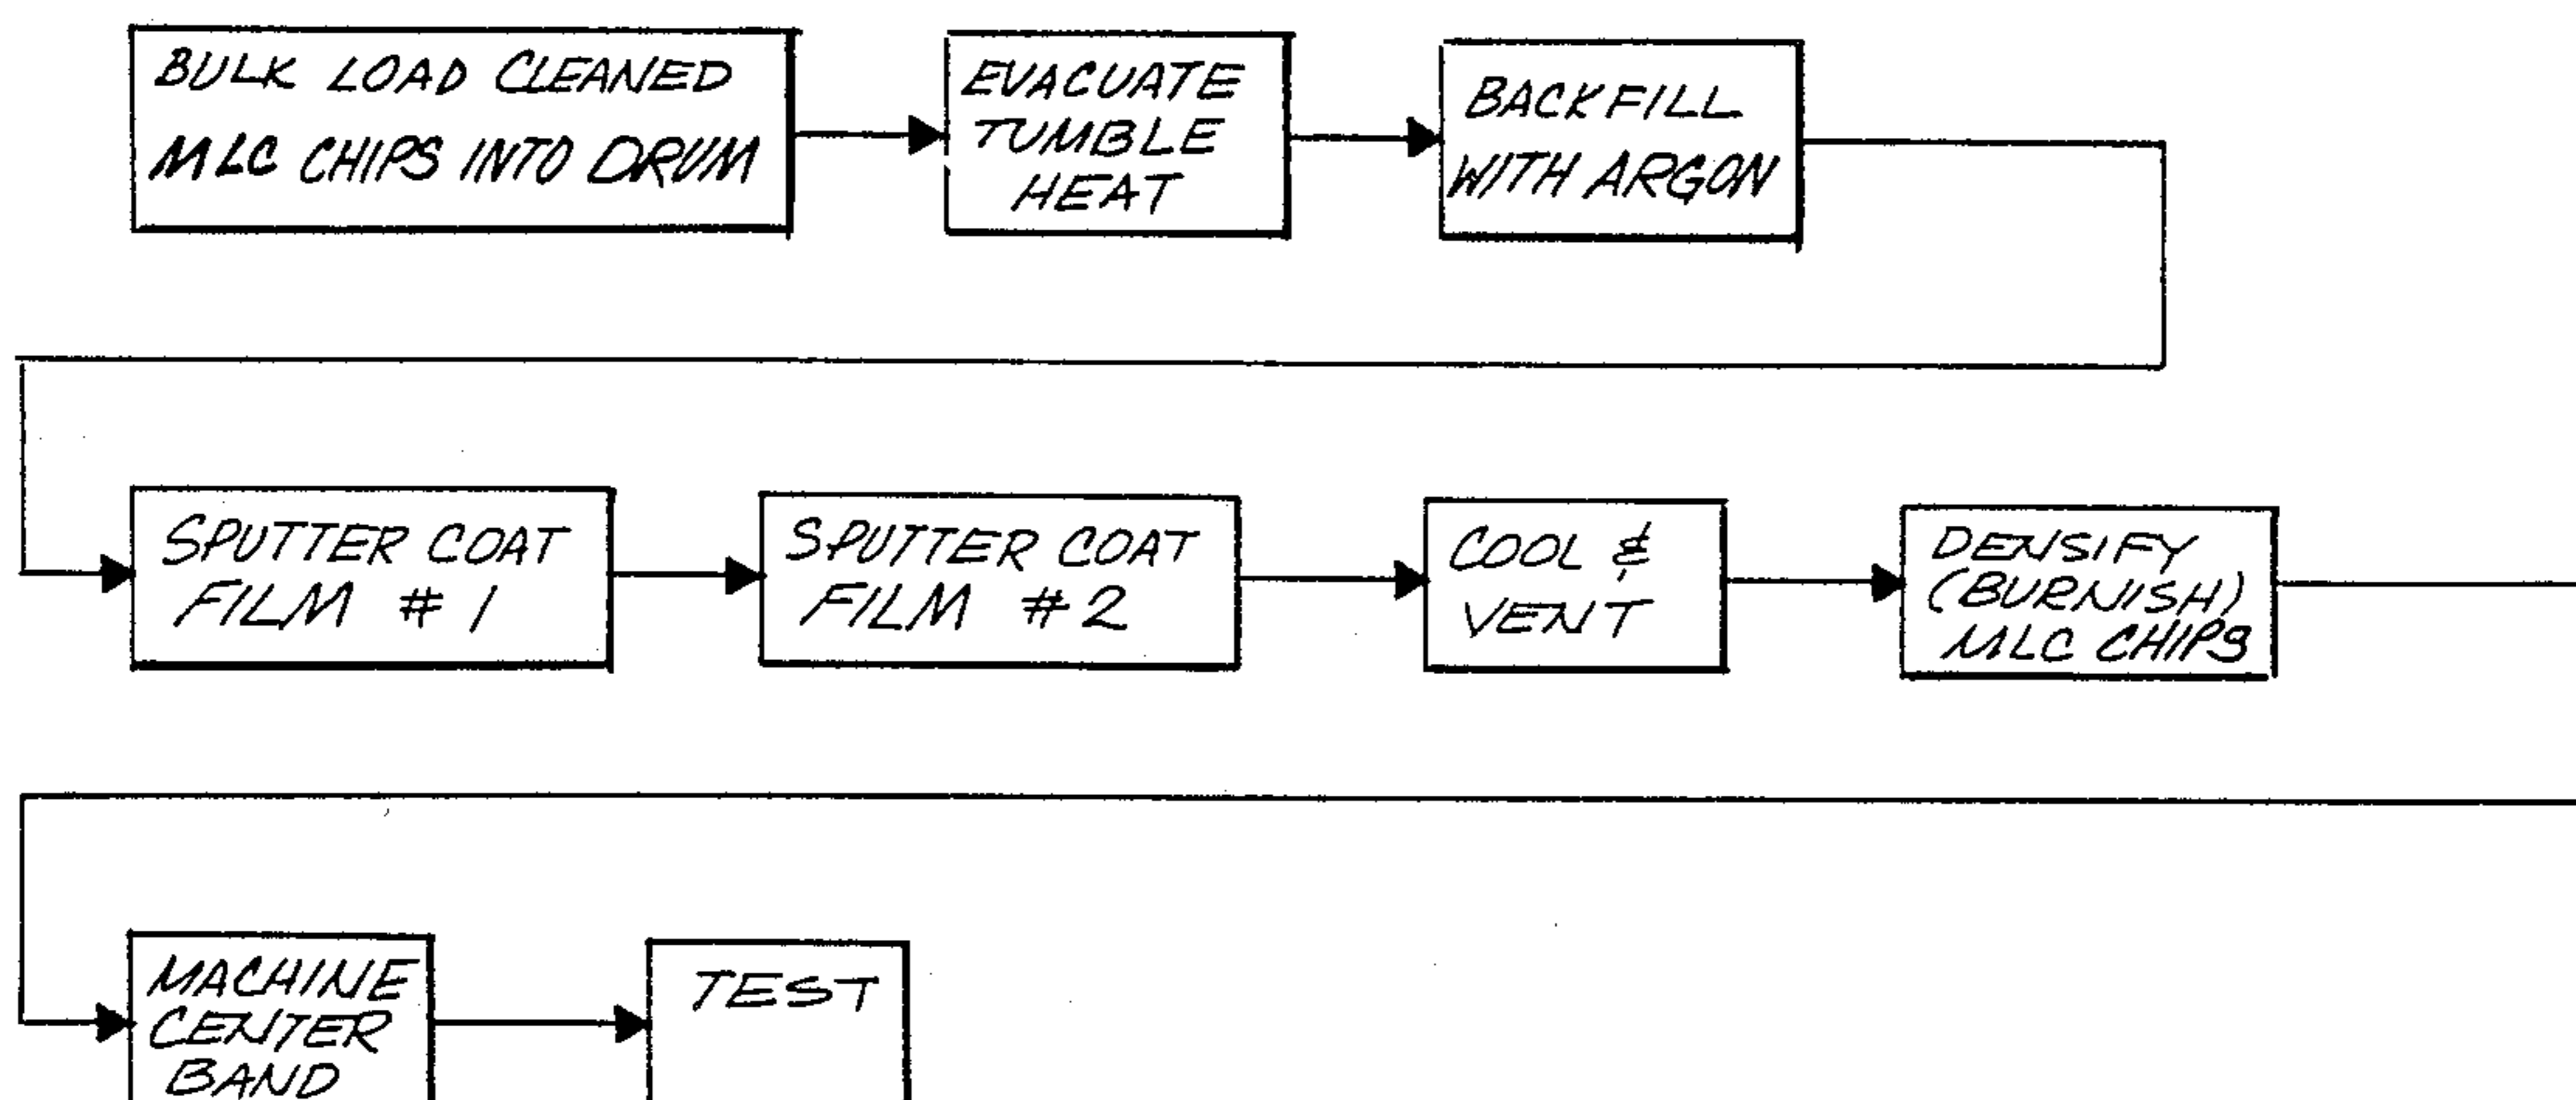 BULK LOAD CLEANED
MLC CHIPS INTO DRUM
EVACUATE
TUMBLE
HEAT
BACKFILL
WITH ARGON
SPUTTER COAT
FILM #1
SPUTTER COAT
FILM #2
COOL &
VENT
DENSIFY
(BURNISH)
MLC CHIPS
MACHINE
CENTER
BAND
TEST